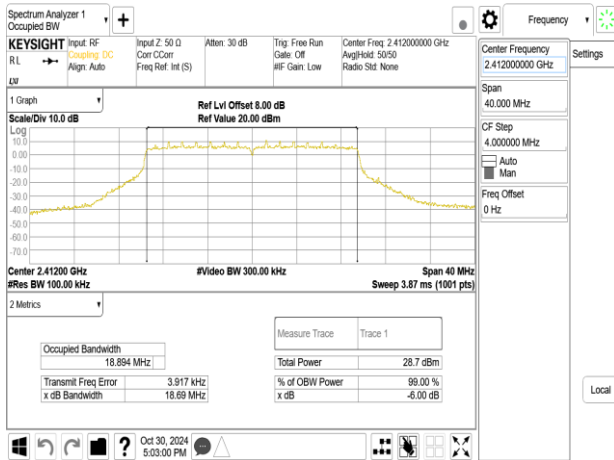 Spectrum Analyzer 1
Occupied BW
Frequency
KEYSIGHT
RL
LXI
Input: RF
Coupling: DC
Align: Auto
Input Z: 50 Ω
Corr CCorr
Freq Ref: Int (S)
Atten: 30 dB
Trig: Free Run
Gate: Off
#IF Gain: Low
Center Freq: 2.412000000 GHz
Avg|Hold: 50/50
Radio Std: None
Center Frequency
2.412000000 GHz
Settings
Span
40.000 MHz
CF Step
4.000000 MHz
Auto
Man
Freq Offset
0 Hz
Local
1 Graph
Scale/Div 10.0 dB
Ref Lvl Offset 8.00 dB
Ref Value 20.00 dBm
Log
10.0
0.00
-10.0
-20.0
-30.0
-40.0
-50.0
-60.0
-70.0
Center 2.41200 GHz
#Res BW 100.00 kHz
#Video BW 300.00 kHz
Span 40 MHz
Sweep 3.87 ms (1001 pts)
2 Metrics
Measure Trace
Trace 1
Occupied Bandwidth
18.894 MHz
Total Power
28.7 dBm
Transmit Freq Error
3.917 kHz
% of OBW Power
99.00 %
x dB Bandwidth
18.69 MHz
x dB
-6.00 dB
?
Oct 30, 2024
5:03:00 PM